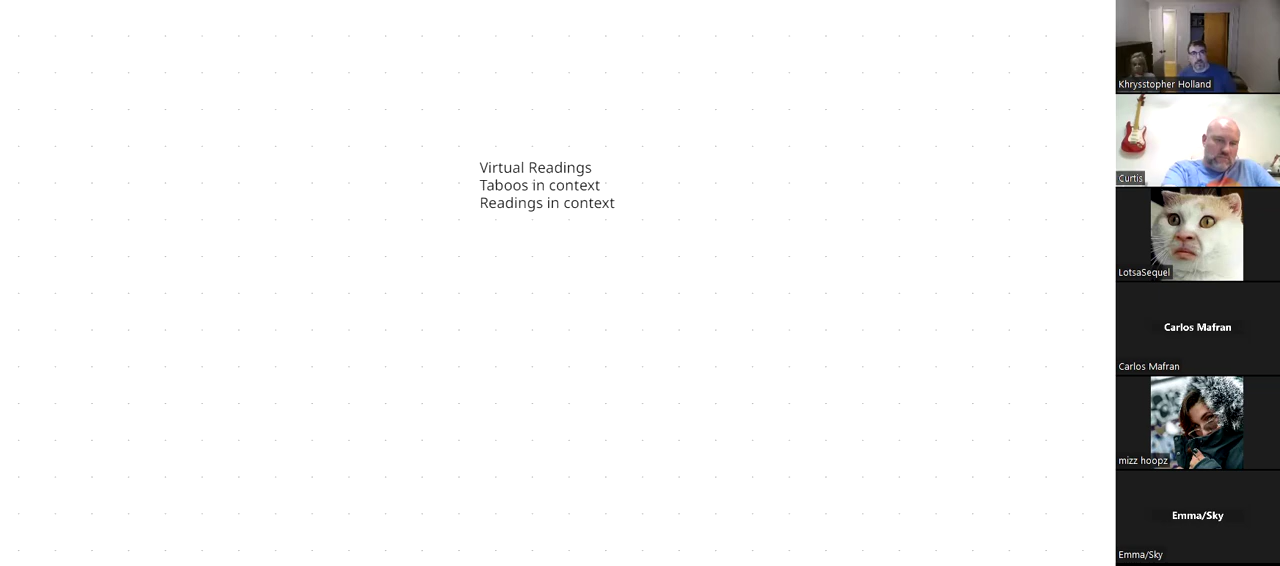 Virtual Readings
Taboos in context
Readings in context
Khrysstopher Holland
Curtis
LotsaSequel
Carlos Mafran
Carlos Mafran
mizz hoopz
Emma/Sky
Emma/Sky